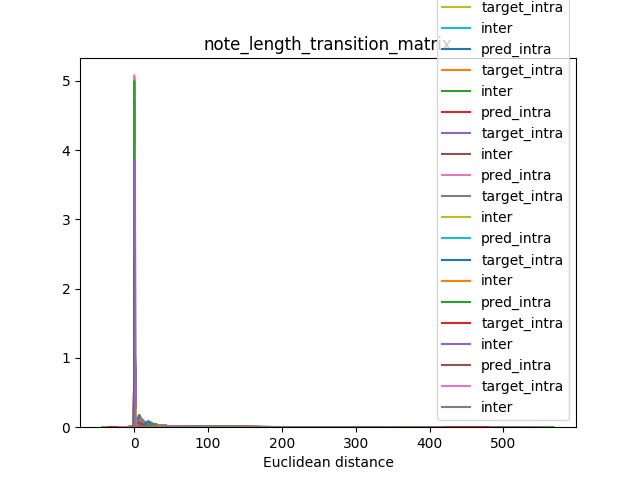 target_intra
inter
note_length_transition_matrix
pred_intra
target_intra
inter
pred_intra
target_intra
inter
pred_intra
target_intra
inter
pred_intra
target_intra
inter
pred_intra
target_intra
inter
pred_intra
target_intra
inter
5
4
3
2
1
0
0 100 200 300 400 500
Euclidean distance